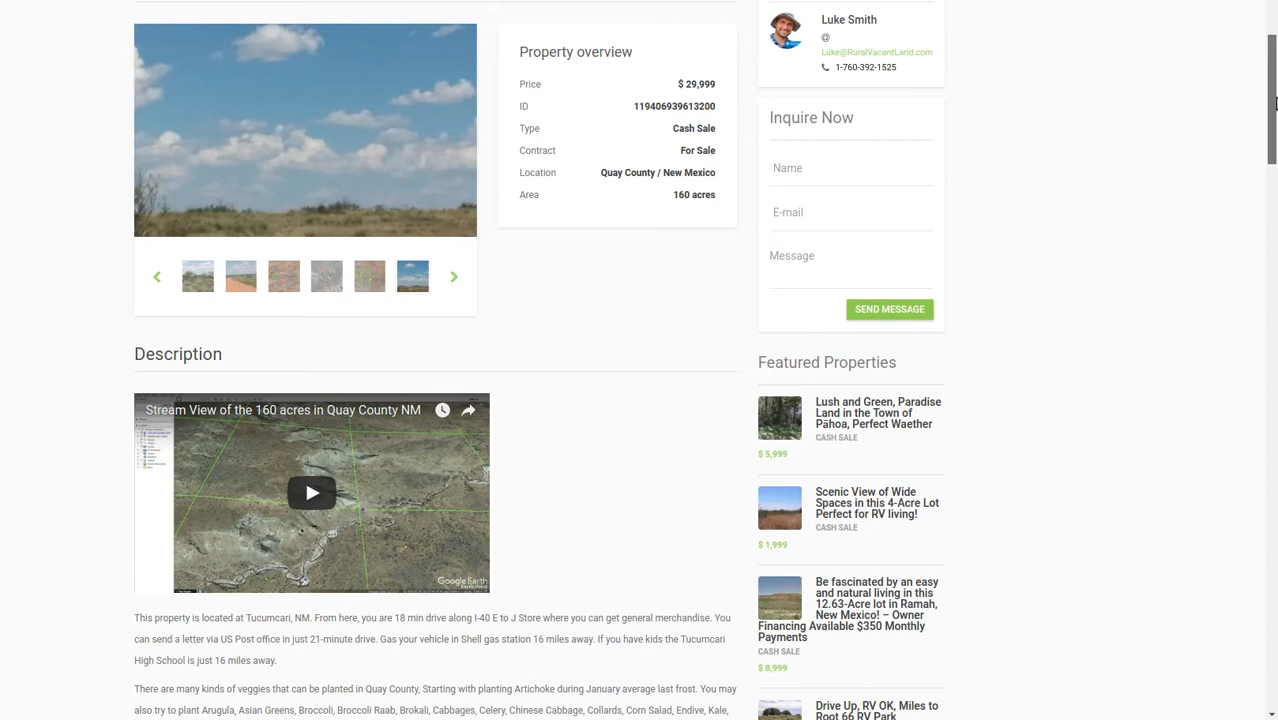 Property overview
Price $ 29,999
ID 119406939613200
Type Cash Sale
Contract For Sale
Location Quay County / New Mexico
Area 160 acres
Description
Stream View of the 160 acres in Quay County NM
Google Earth
This property is located at Tucumcari, NM. From here, you are 18 min drive along I-40 E to J Store where you can get general merchandise. You
can send a letter via US Post office in just 21-minute drive. Gas your vehicle in Shell gas station 16 miles away. If you have kids the Tucumcari
High School is just 16 miles away.
There are many kinds of veggies that can be planted in Quay County, Starting with planting Artichoke during January average last frost. You may
also try to plant Arugula, Asian Greens, Broccoli, Broccoli Raab, Brokali, Cabbages, Celery, Chinese Cabbage, Collards, Corn Salad, Endive, Kale,
Luke Smith
@
Luke@RuralVacantLand.com
1-760-392-1525
Inquire Now
Name
E-mail
Message
SEND MESSAGE
Featured Properties
Lush and Green, Paradise
Land in the Town of
Pāhoa, Perfect Waether
CASH SALE
$ 5,999
Scenic View of Wide
Spaces in this 4-Acre Lot
Perfect for RV living!
CASH SALE
$ 1,999
Be fascinated by an easy
and natural living in this
12.63-Acre lot in Ramah,
New Mexico! – Owner
Financing Available $350 Monthly
Payments
CASH SALE
$ 8,999
Drive Up, RV OK, Miles to
Root 66 RV Park